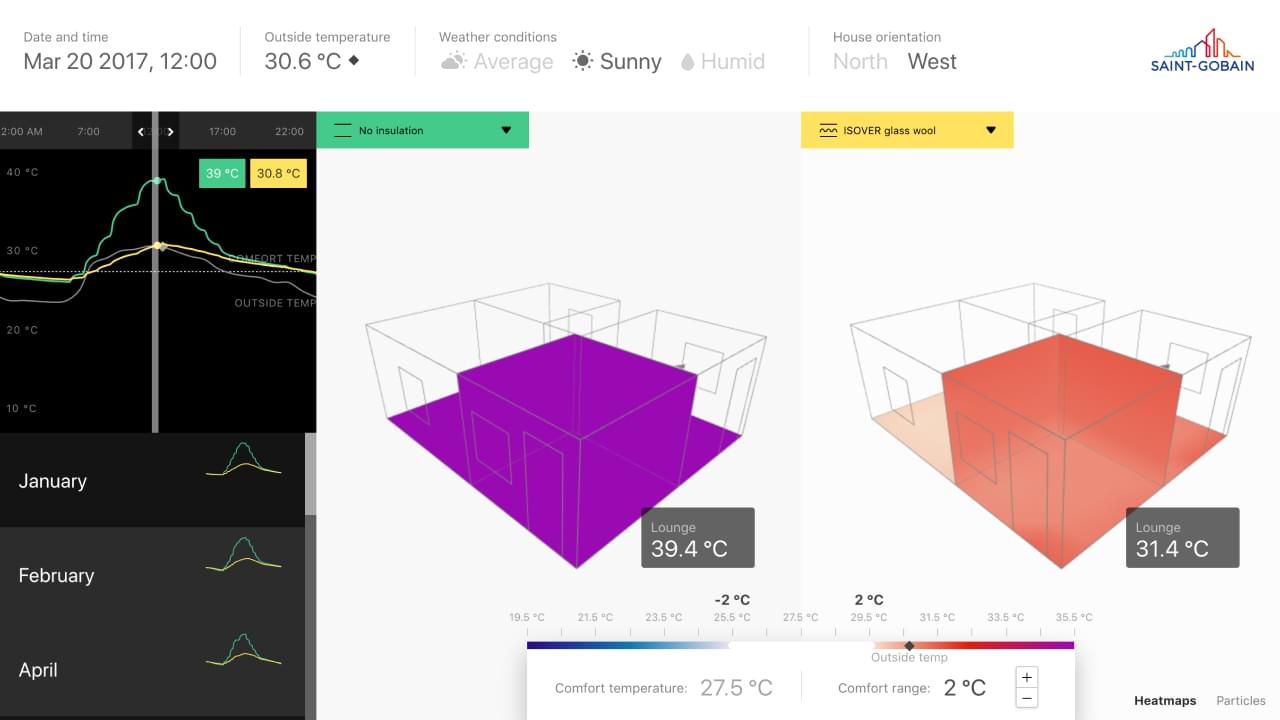 Date and time
Mar 20 2017, 12:00
Outside temperature
30.6 °C
Weather conditions
Average Sunny Humid
House orientation
North West
SAINT-GOBAIN
2:00 AM 7:00 17:00 22:00
No insulation
ISOVER glass wool
40 °C
39 °C 30.8 °C
30 °C
COMFORT TEMP
OUTSIDE TEMP
20 °C
10 °C
January
February
April
Lounge
39.4 °C
Lounge
31.4 °C
-2 °C 2 °C
19.5 °C 21.5 °C 23.5 °C 25.5 °C 27.5 °C 29.5 °C 31.5 °C 33.5 °C 35.5 °C
Outside temp
Comfort temperature: 27.5 °C
Comfort range: 2 °C
+
−
Heatmaps Particles